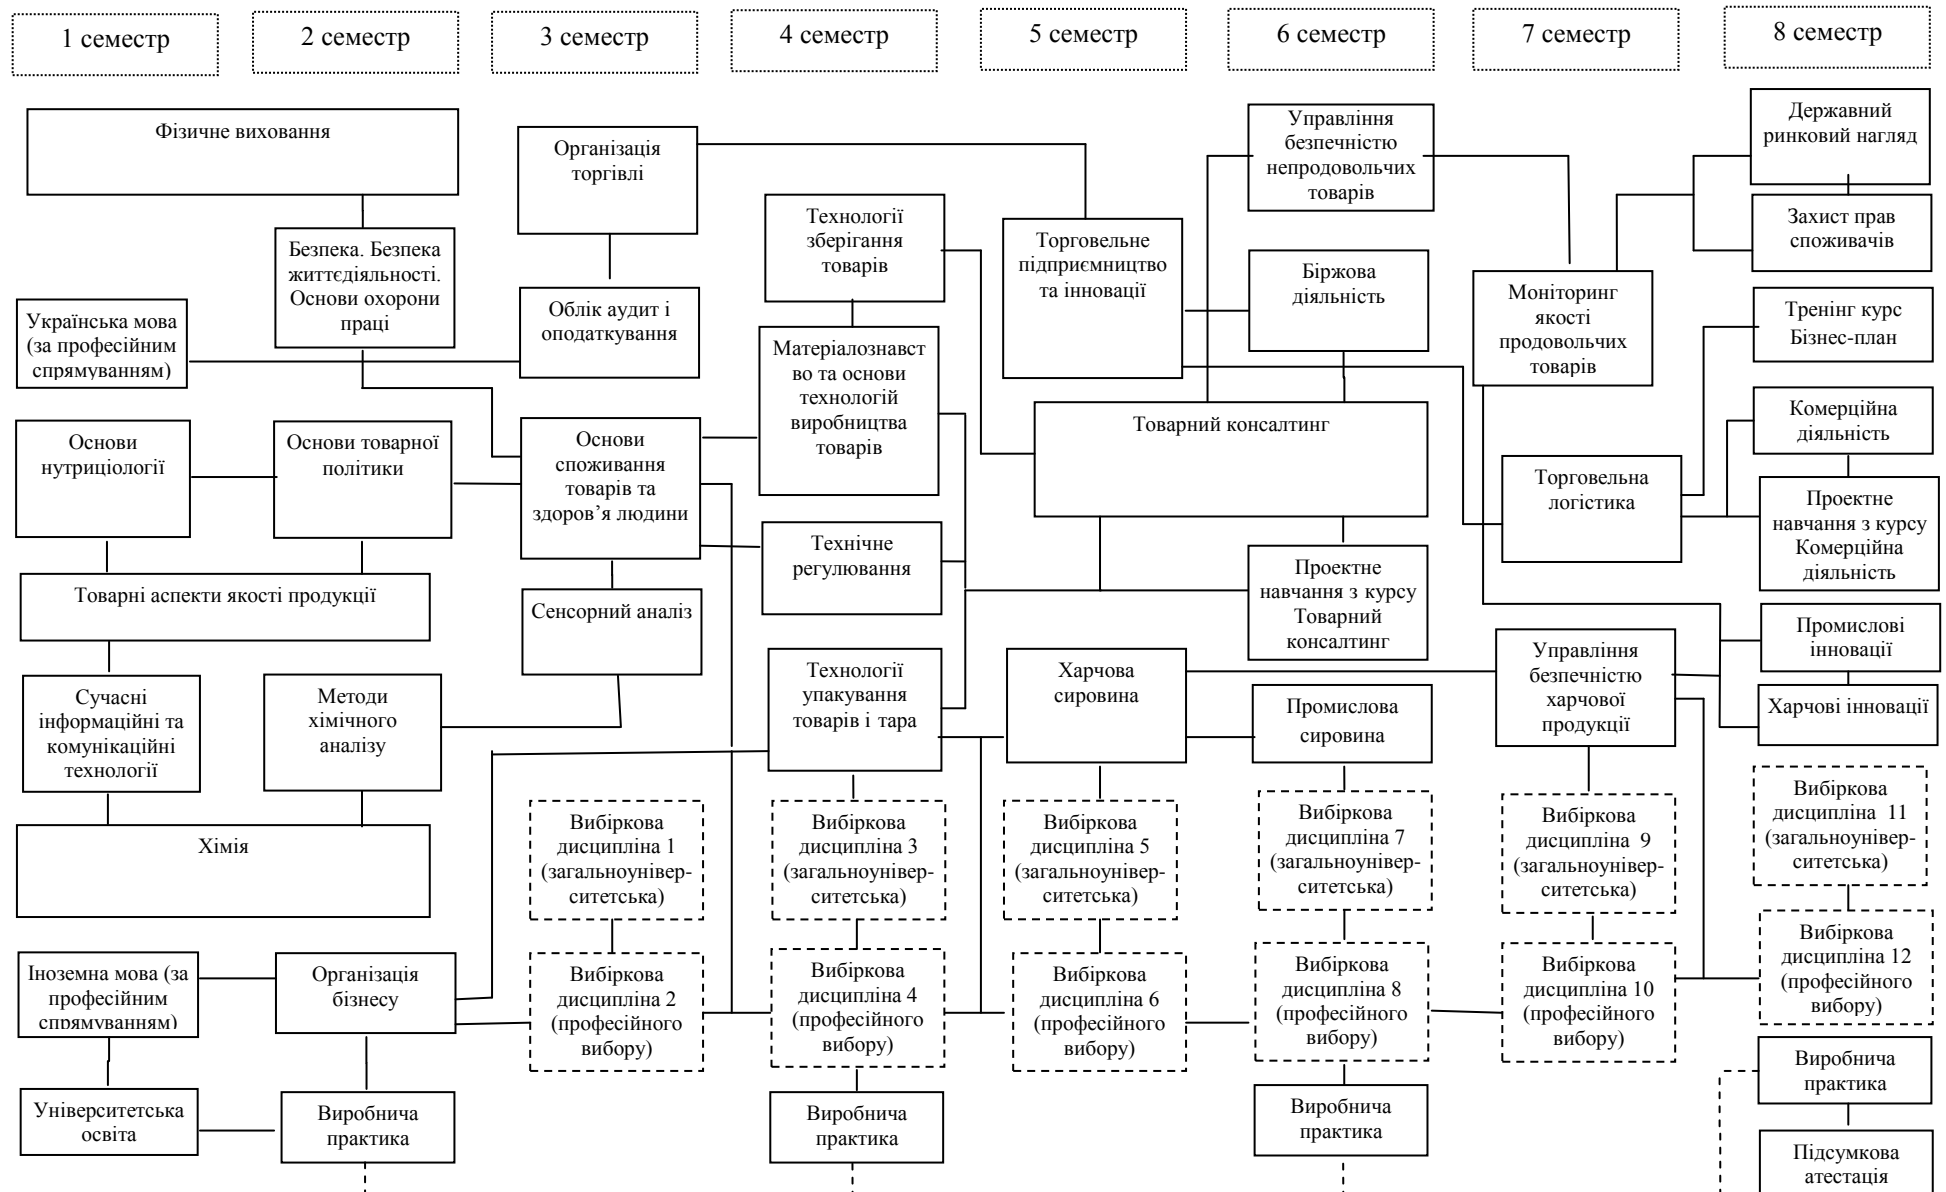 1 семестр
2 семестр
3 семестр
4 семестр
5 семестр
6 семестр
7 семестр
8 семестр
Фізичне виховання
Безпека. Безпека
життєдіяльності.
Основи охорони
праці
Українська мова
(за професійним
спрямуванням)
Основи
нутриціології
Основи товарної
політики
Товарні аспекти якості продукції
Сучасні
інформаційні та
комунікаційні
технології
Методи
хімічного
аналізу
Хімія
Іноземна мова (за
професійним
спрямуванням)
Організація
бізнесу
Університетська
освіта
Виробнича
практика
Організація
торгівлі
Облік аудит і
оподаткування
Основи
споживання
товарів та
здоров’я людини
Сенсорний аналіз
Вибіркова
дисципліна 1
(загальноунівер-
ситетська)
Вибіркова
дисципліна 2
(професійного
вибору)
Технології
зберігання
товарів
Матеріалознавст
во та основи
технологій
виробництва
товарів
Технічне
регулювання
Технології
упакування
товарів і тара
Вибіркова
дисципліна 3
(загальноунівер-
ситетська)
Вибіркова
дисципліна 4
(професійного
вибору)
Виробнича
практика
Торговельне
підприємництво
та інновації
Товарний консалтинг
Харчова
сировина
Вибіркова
дисципліна 5
(загальноунівер-
ситетська)
Вибіркова
дисципліна 6
(професійного
вибору)
Управління
безпечністю
непродовольчих
товарів
Біржова
діяльність
Проектне
навчання з курсу
Товарний
консалтинг
Промислова
сировина
Вибіркова
дисципліна 7
(загальноунівер-
ситетська)
Вибіркова
дисципліна 8
(професійного
вибору)
Виробнича
практика
Моніторинг
якості
продовольчих
товарів
Торговельна
логістика
Управління
безпечністю
харчової
продукції
Вибіркова
дисципліна 9
(загальноунівер-
ситетська)
Вибіркова
дисципліна 10
(професійного
вибору)
Державний
ринковий нагляд
Захист прав
споживачів
Тренінг курс
Бізнес-план
Комерційна
діяльність
Проектне
навчання з курсу
Комерційна
діяльність
Промислові
інновації
Харчові інновації
Вибіркова
дисципліна 11
(загальноунівер-
ситетська)
Вибіркова
дисципліна 12
(професійного
вибору)
Виробнича
практика
Підсумкова
атестація